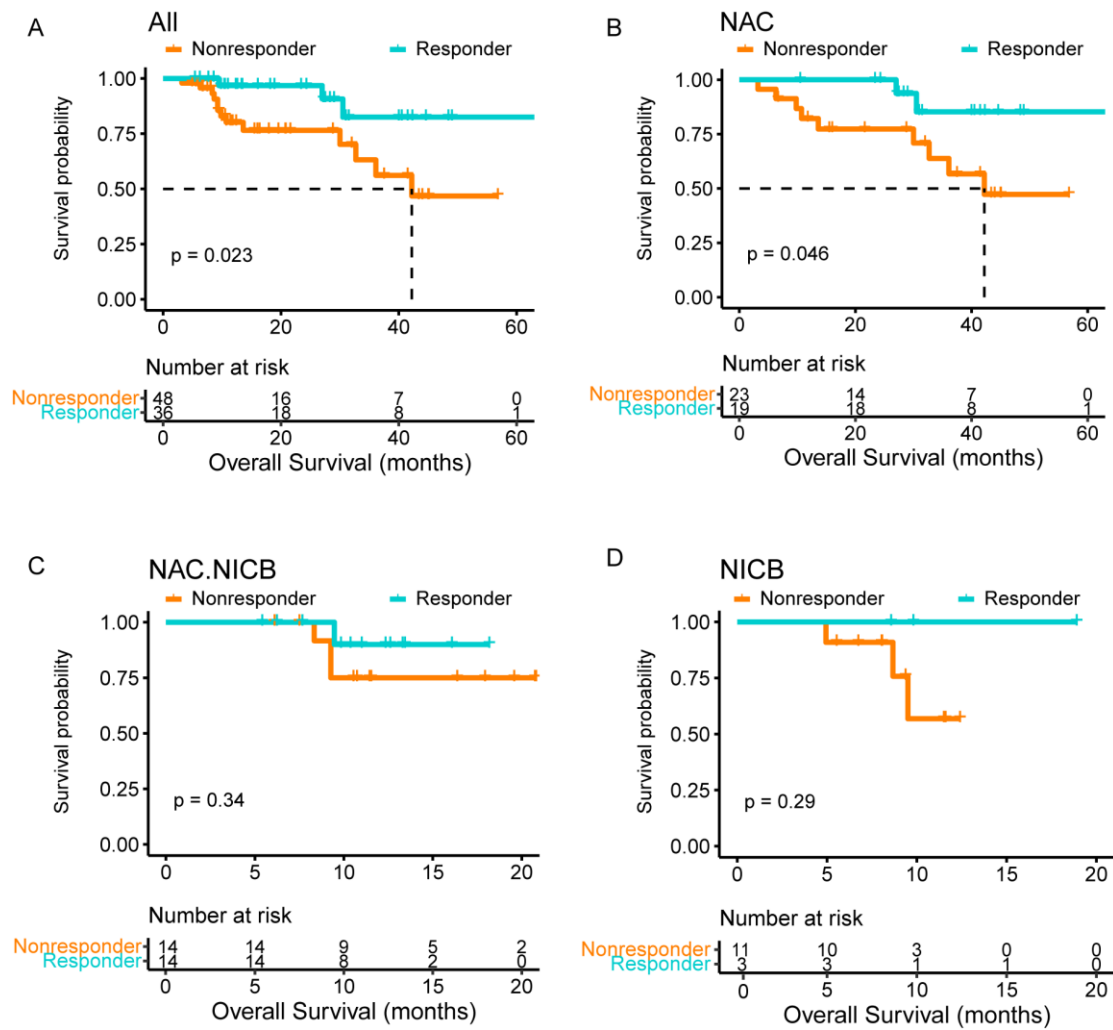 A
All
Nonresponder Responder
Survival probability
1.00
0.75
0.50
0.25
0.00
p = 0.023
0 20 40 60
Number at risk
Nonresponder 48 16 7 0
Responder 36 18 8 1
0 20 40 60
Overall Survival (months)
B
NAC
Nonresponder Responder
Survival probability
1.00
0.75
0.50
0.25
0.00
p = 0.046
0 20 40 60
Number at risk
Nonresponder 23 14 7 0
Responder 19 18 8 1
0 20 40 60
Overall Survival (months)
C
NAC.NICB
Nonresponder Responder
Survival probability
1.00
0.75
0.50
0.25
0.00
p = 0.34
0 5 10 15 20
Number at risk
Nonresponder 14 14 9 5 2
Responder 14 14 8 2 0
0 5 10 15 20
Overall Survival (months)
D
NICB
Nonresponder Responder
Survival probability
1.00
0.75
0.50
0.25
0.00
p = 0.29
0 5 10 15 20
Number at risk
Nonresponder 11 10 3 0 0
Responder 3 3 1 1 0
0 5 10 15 20
Overall Survival (months)